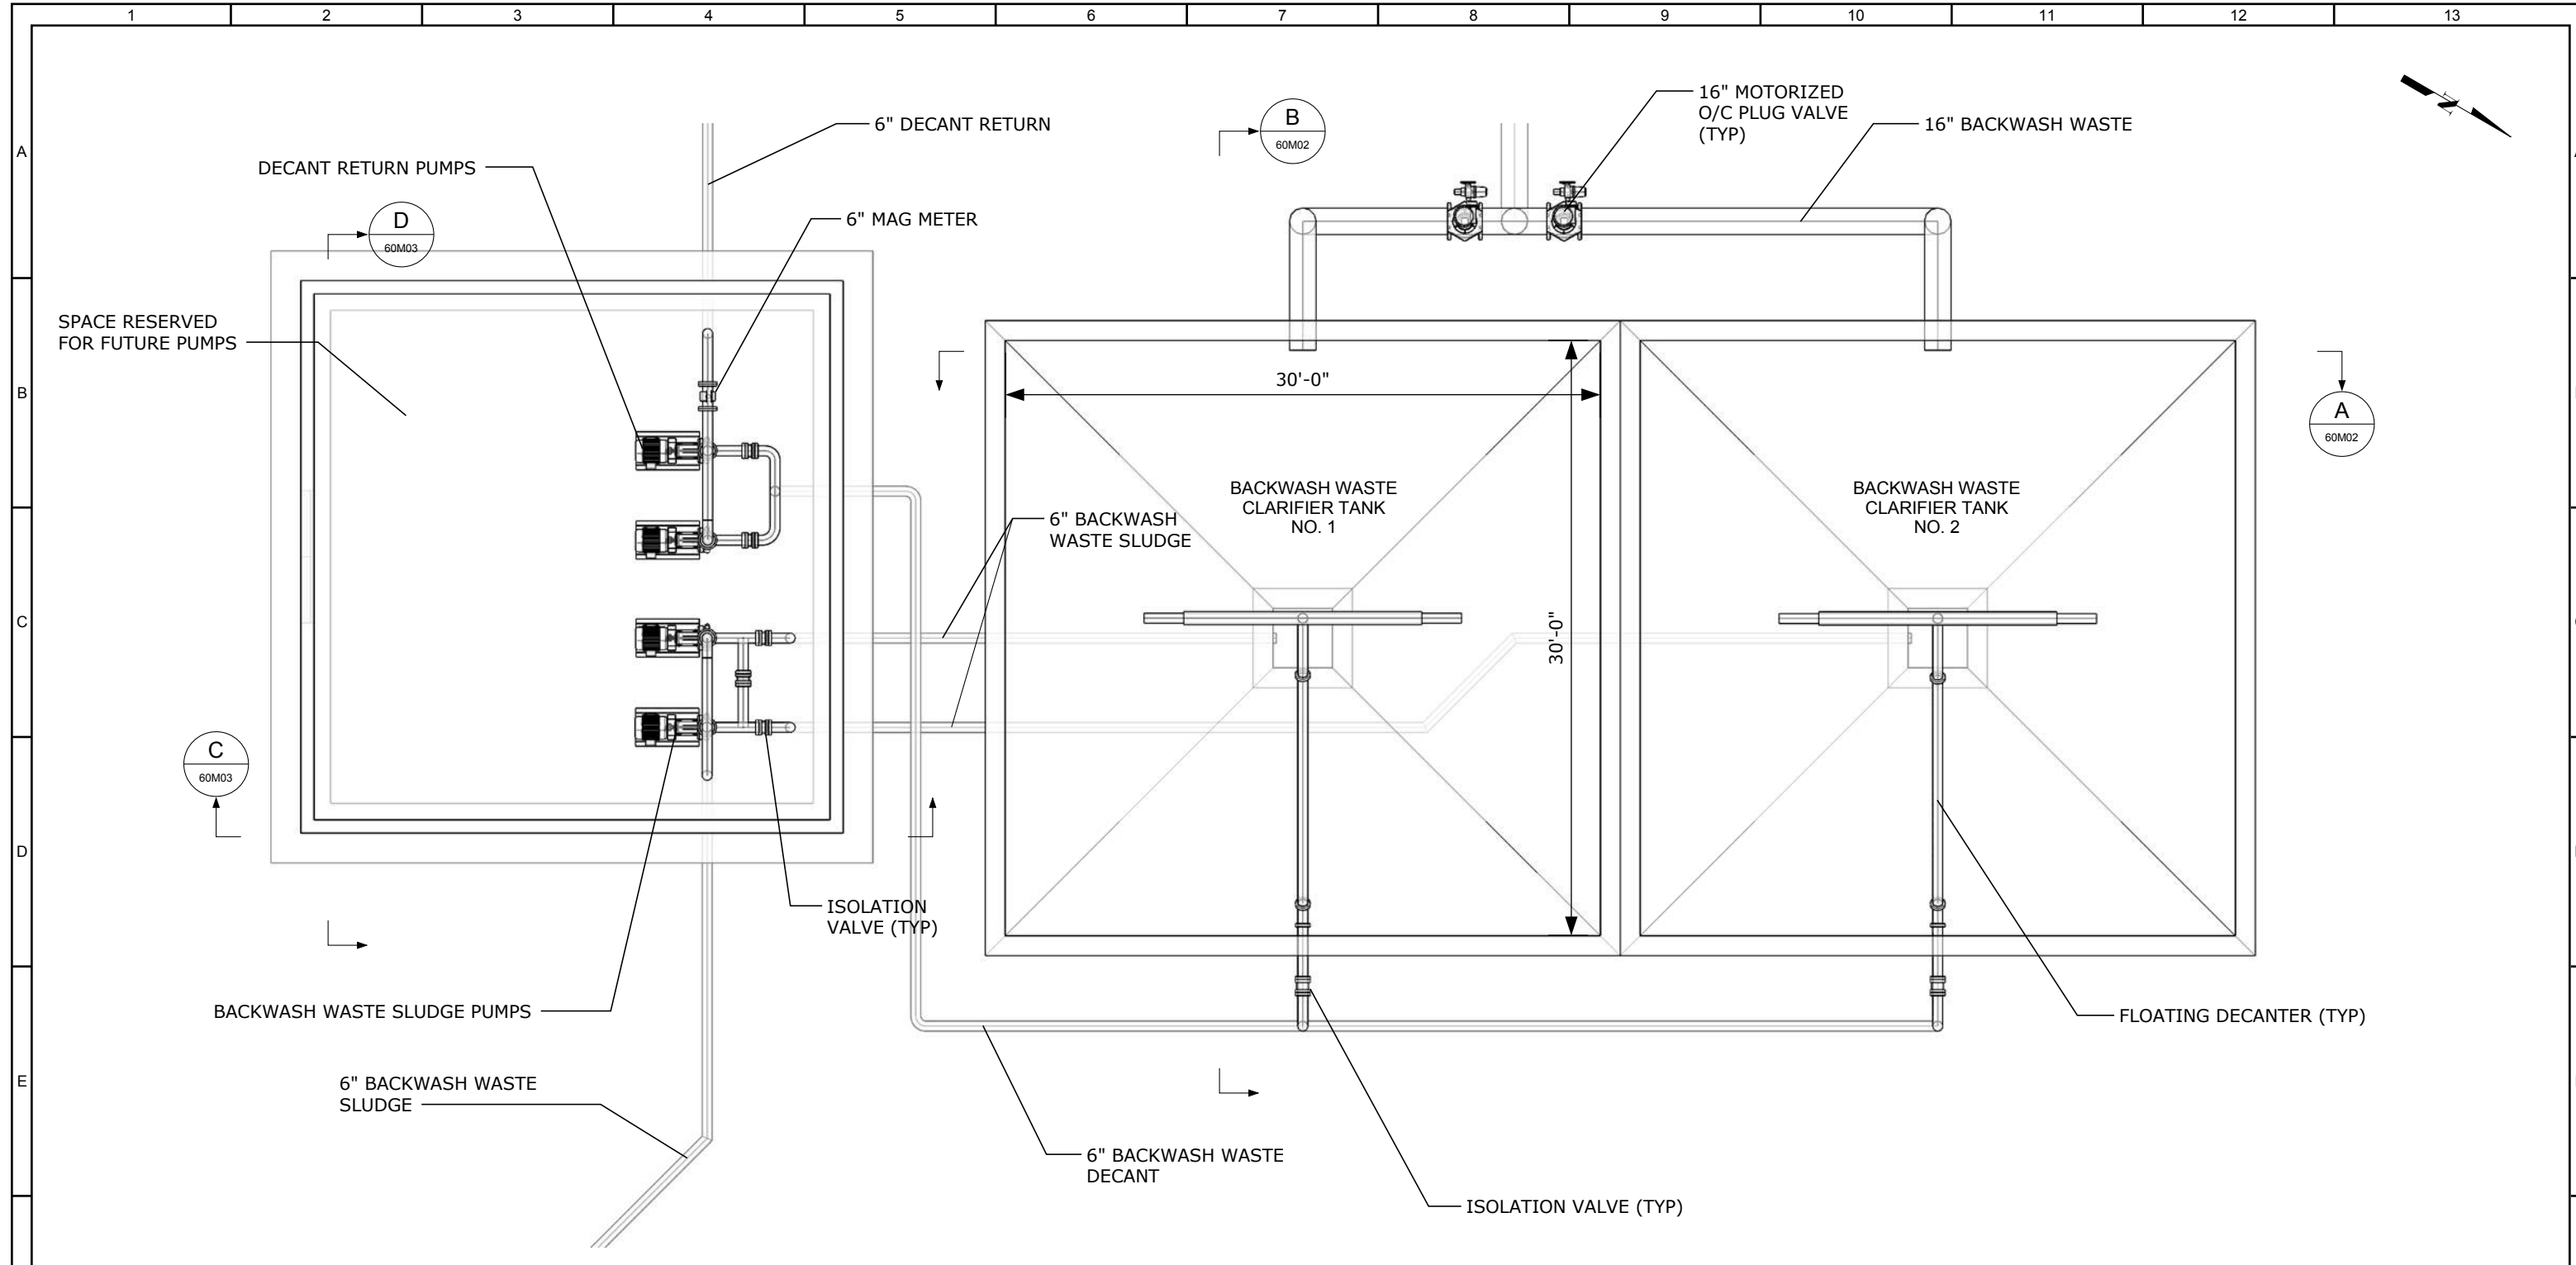 1 2 3 4 5 6 7 8 9 10 11 12 13
A
B
C
D
E
N
6" DECANT RETURN
DECANT RETURN PUMPS
D
60M03
6" MAG METER
SPACE RESERVED
FOR FUTURE PUMPS
B
60M02
16" MOTORIZED
O/C PLUG VALVE
(TYP)
16" BACKWASH WASTE
30'-0"
30'-0"
A
60M02
BACKWASH WASTE
CLARIFIER TANK
NO. 1
BACKWASH WASTE
CLARIFIER TANK
NO. 2
6" BACKWASH
WASTE SLUDGE
C
60M03
ISOLATION
VALVE (TYP)
BACKWASH WASTE SLUDGE PUMPS
FLOATING DECANTER (TYP)
6" BACKWASH WASTE
SLUDGE
6" BACKWASH WASTE
DECANT
ISOLATION VALVE (TYP)